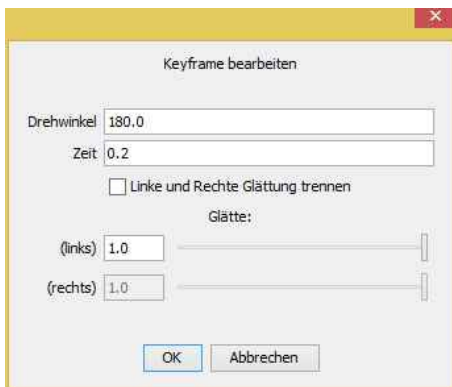 Keyframe bearbeiten
Drehwinkel 180.0
Zeit 0.2
Linke und Rechte Glättung trennen
Glätte:
(links) 1.0
(rechts) 1.0
OK Abbrechen